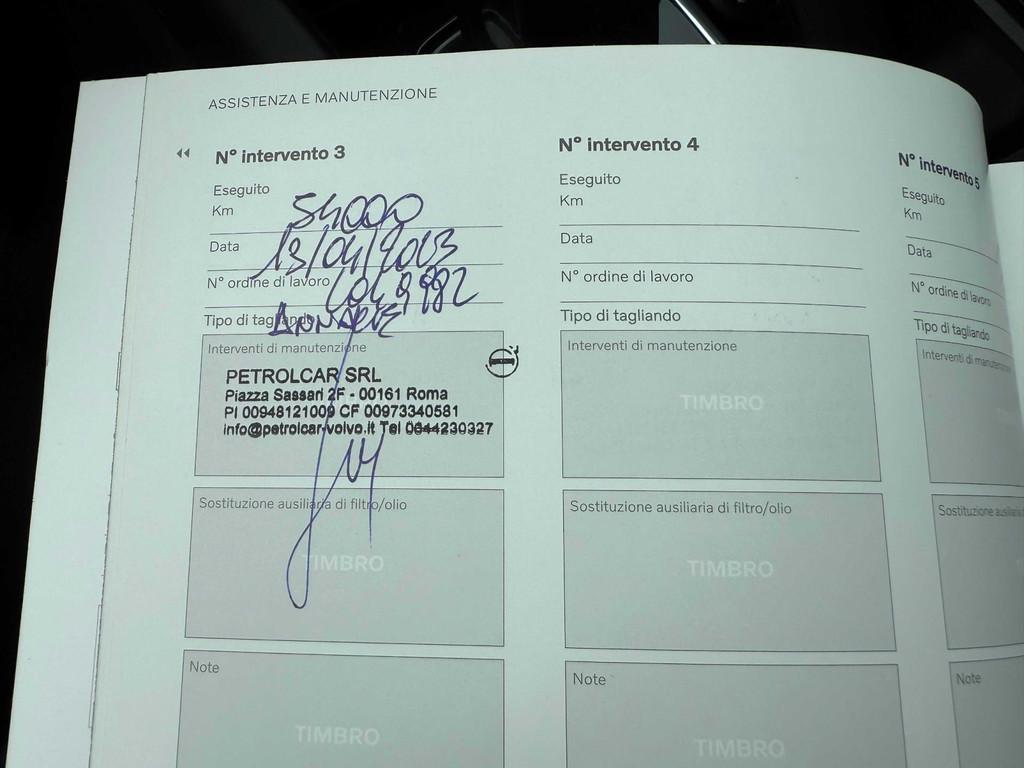 ASSISTENZA E MANUTENZIONE
N° intervento 3
Eseguito
Km 54000
Data 13/04/2023
N° ordine di lavoro
Tipo di tagliando ANNALE
Interventi di manutenzione
PETROLCAR SRL
Piazza Sassari 2F - 00161 Roma
PI 00948121009 CF 00973340581
info@petrolcar-volvo.it Tel 0644230327
Sostituzione ausiliaria di filtro/olio
TIMBRO
Note
TIMBRO
N° intervento 4
Eseguito
Km
Data
N° ordine di lavoro
Tipo di tagliando
Interventi di manutenzione
TIMBRO
Sostituzione ausiliaria di filtro/olio
TIMBRO
Note
TIMBRO
N° intervento 5
Eseguito
Km
Data
N° ordine di lavoro
Tipo di tagliando
Interventi di manutenzione
Sostituzione ausiliaria
Note